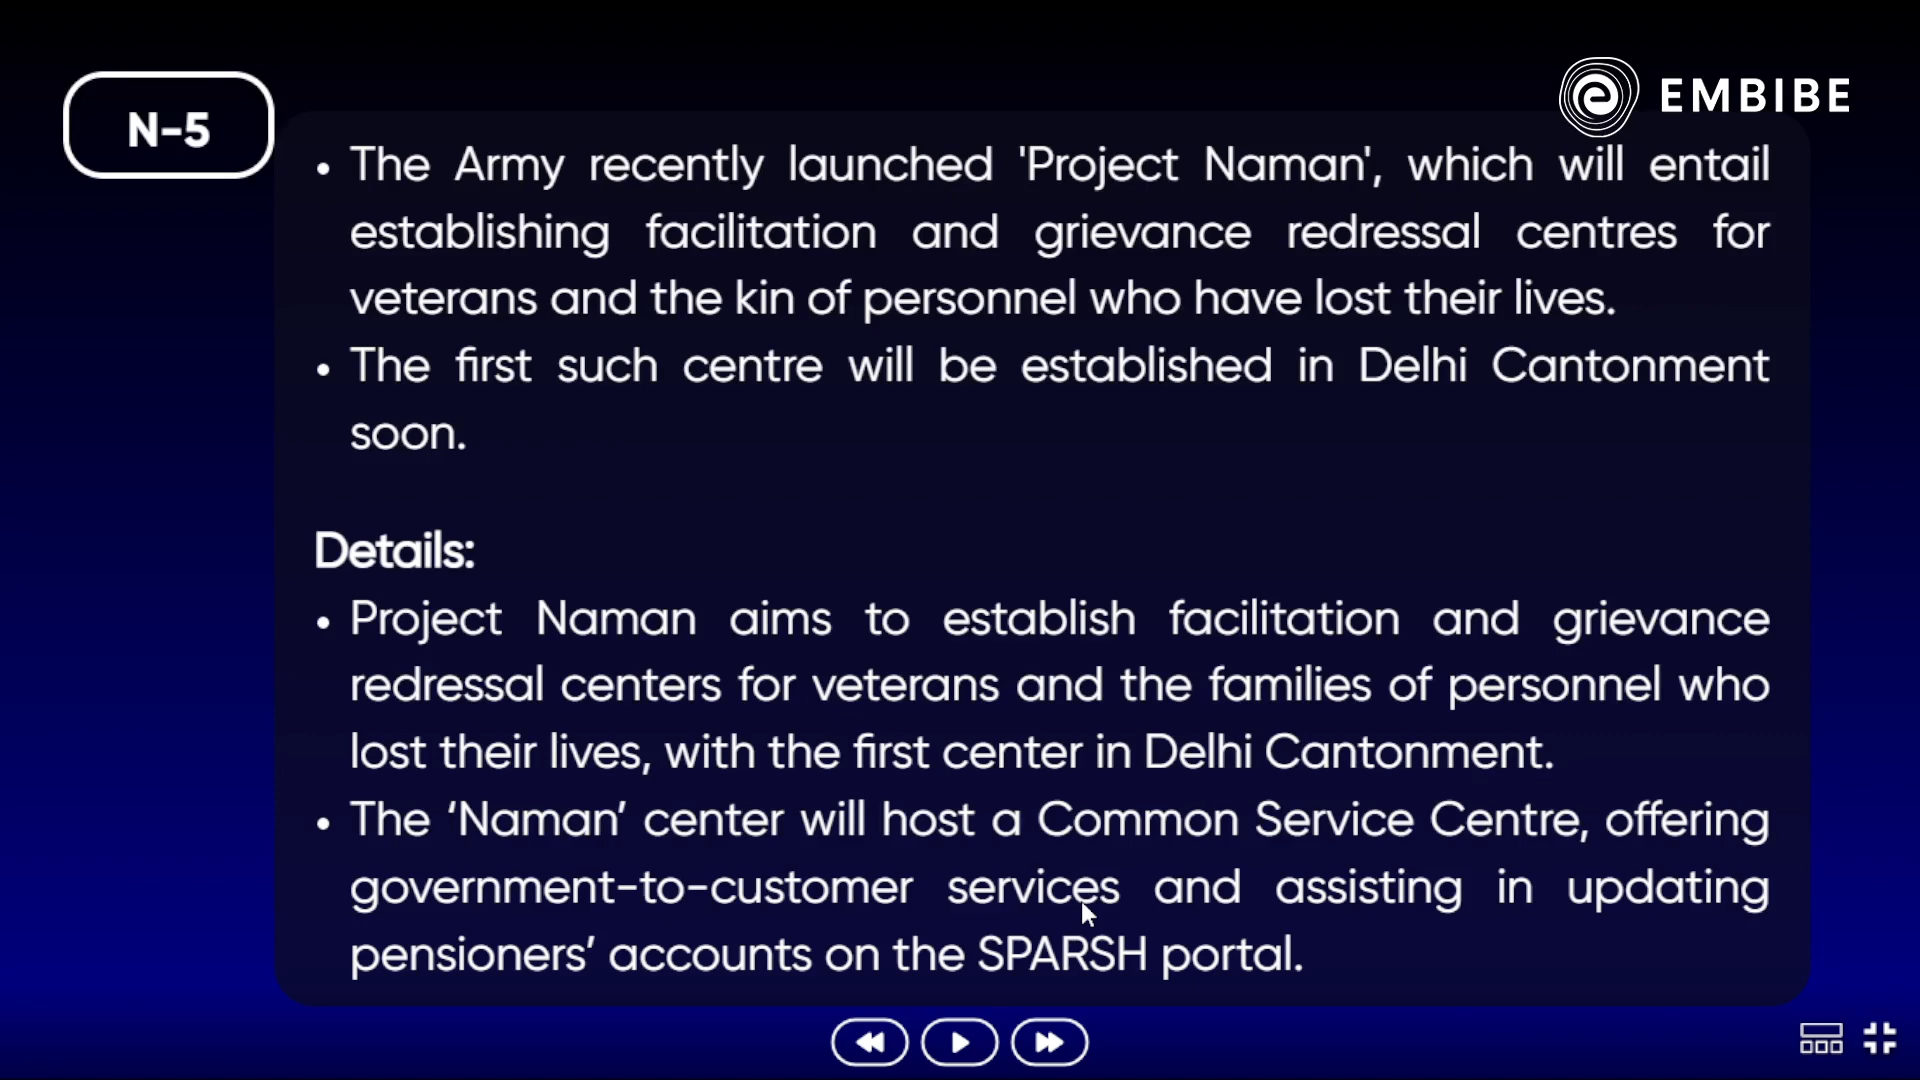 N-5
EMBIBE
• The Army recently launched 'Project Naman', which will entail
establishing facilitation and grievance redressal centres for
veterans and the kin of personnel who have lost their lives.
• The first such centre will be established in Delhi Cantonment
soon.
Details:
• Project Naman aims to establish facilitation and grievance
redressal centers for veterans and the families of personnel who
lost their lives, with the first center in Delhi Cantonment.
• The ‘Naman’ center will host a Common Service Centre, offering
government-to-customer services and assisting in updating
pensioners’ accounts on the SPARSH portal.